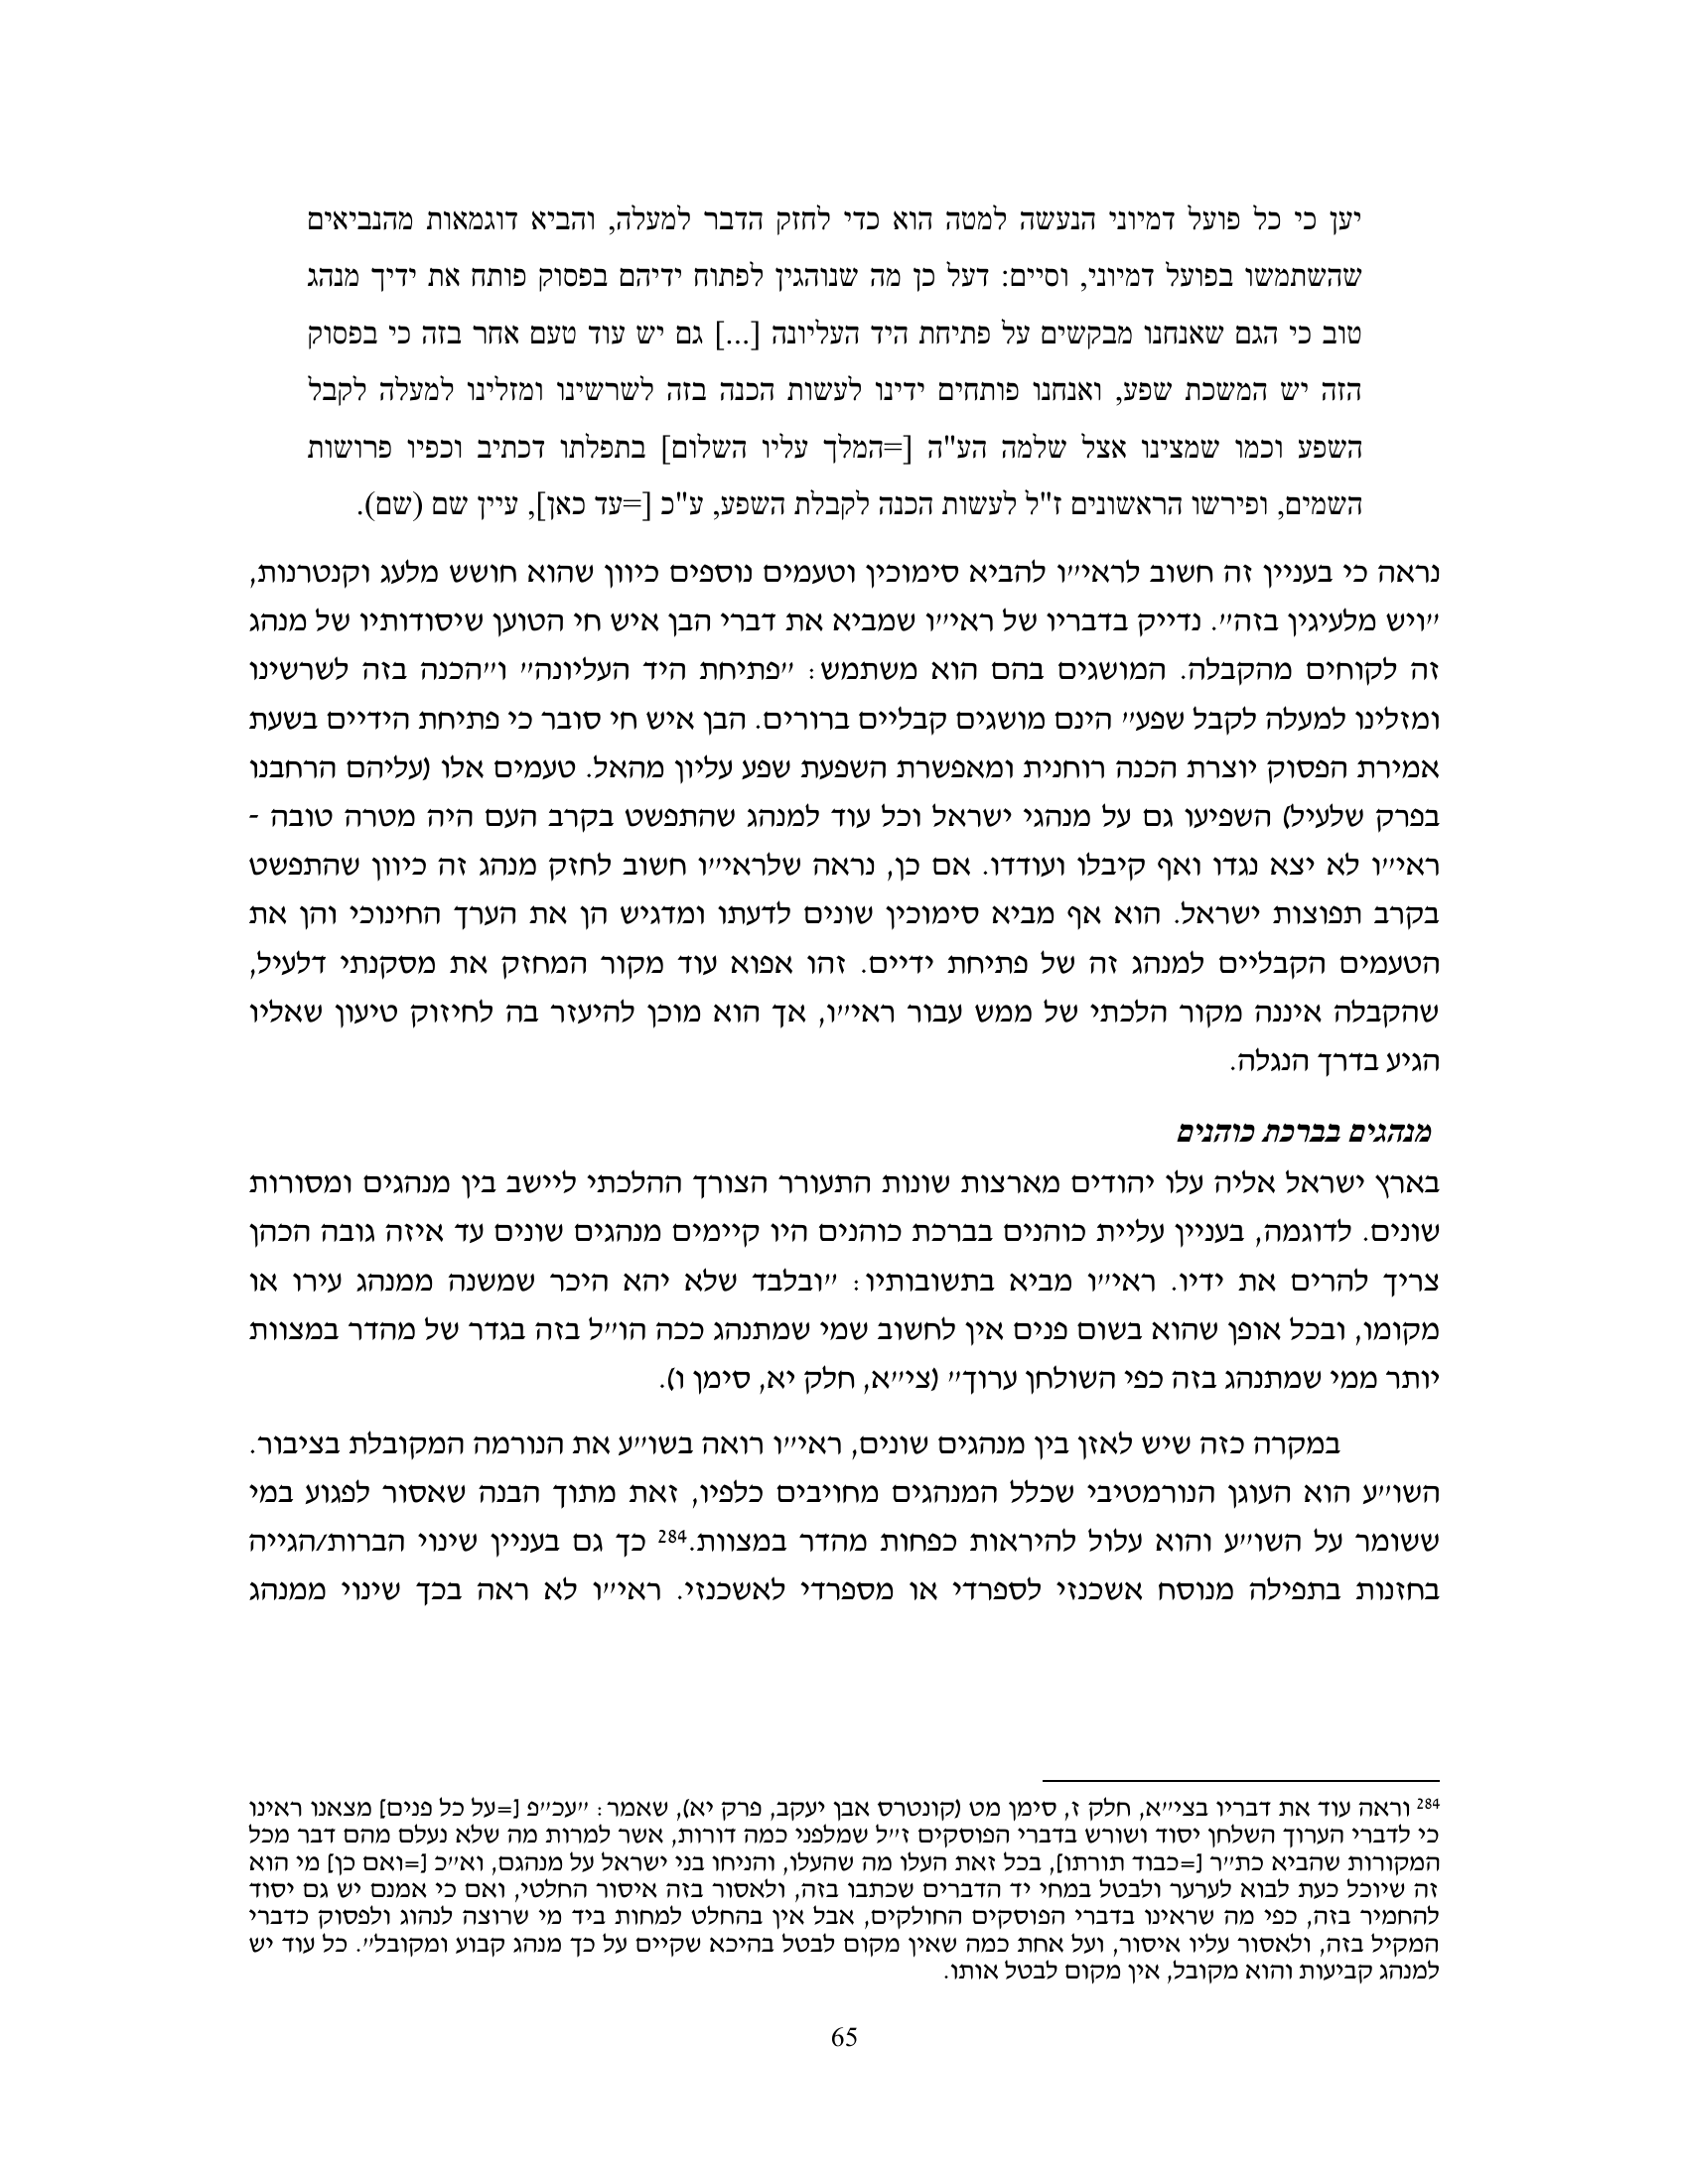 יען כי כל פועל דמיוני הנעשה למטה הוא כדי לחזק הדבר למעלה, והביא דוגמאות מהנביאים
שהשתמשו בפועל דמיוני, וסיים: דעל כן מה שנוהגין לפתוח ידיהם בפסוק פותח את ידיך מנהג
טוב כי הגם שאנחנו מבקשים על פתיחת היד העליונה [...] גם יש עוד טעם אחר בזה כי בפסוק
הזה יש המשכת שפע, ואנחנו פותחים ידינו לעשות הכנה בזה לשרשינו ומזלינו למעלה לקבל
השפע וכמו שמצינו אצל שלמה הע"ה [=המלך עליו השלום] בתפלתו דכתיב וכפיו פרושות
השמים, ופירשו הראשונים ז"ל לעשות הכנה לקבלת השפע, ע"כ [=עד כאן], עיין שם (שם).
נראה כי בעניין זה חשוב לראי״ו להביא סימוכין וטעמים נוספים כיוון שהוא חושש מלעג וקנטרנות,
״ויש מלעיגין בזה״. נדייק בדבריו של ראי״ו שמביא את דברי הבן איש חי הטוען שיסודותיו של מנהג
זה לקוחים מהקבלה. המושגים בהם הוא משתמש: ״פתיחת היד העליונה״ ו״הכנה בזה לשרשינו
ומזלינו למעלה לקבל שפע״ הינם מושגים קבליים ברורים. הבן איש חי סובר כי פתיחת הידיים בשעת
אמירת הפסוק יוצרת הכנה רוחנית ומאפשרת השפעת שפע עליון מהאל. טעמים אלו (עליהם הרחבנו
בפרק שלעיל) השפיעו גם על מנהגי ישראל וכל עוד למנהג שהתפשט בקרב העם היה מטרה טובה -
ראי״ו לא יצא נגדו ואף קיבלו ועודדו. אם כן, נראה שלראי״ו חשוב לחזק מנהג זה כיוון שהתפשט
בקרב תפוצות ישראל. הוא אף מביא סימוכין שונים לדעתו ומדגיש הן את הערך החינוכי והן את
הטעמים הקבליים למנהג זה של פתיחת ידיים. זהו אפוא עוד מקור המחזק את מסקנתי דלעיל,
שהקבלה איננה מקור הלכתי של ממש עבור ראי״ו, אך הוא מוכן להיעזר בה לחיזוק טיעון שאליו
הגיע בדרך הנגלה.
מנהגים בברכת כוהנים
בארץ ישראל אליה עלו יהודים מארצות שונות התעורר הצורך ההלכתי ליישב בין מנהגים ומסורות
שונים. לדוגמה, בעניין עליית כוהנים בברכת כוהנים היו קיימים מנהגים שונים עד איזה גובה הכהן
צריך להרים את ידיו. ראי״ו מביא בתשובותיו: ״ובלבד שלא יהא היכר שמשנה ממנהג עירו או
מקומו, ובכל אופן שהוא בשום פנים אין לחשוב שמי שמתנהג ככה הו״ל בזה בגדר של מהדר במצוות
יותר ממי שמתנהג בזה כפי השולחן ערוך״ (צי״א, חלק יא, סימן ו).
במקרה כזה שיש לאזן בין מנהגים שונים, ראי״ו רואה בשו״ע את הנורמה המקובלת בציבור.
השו״ע הוא העוגן הנורמטיבי שכלל המנהגים מחויבים כלפיו, זאת מתוך הבנה שאסור לפגוע במי
ששומר על השו״ע והוא עלול להיראות כפחות מהדר במצוות.284 כך גם בעניין שינוי הברות/הגייה
בחזנות בתפילה מנוסח אשכנזי לספרדי או מספרדי לאשכנזי. ראי״ו לא ראה בכך שינוי ממנהג
284 וראה עוד את דבריו בצי״א, חלק ז, סימן מט (קונטרס אבן יעקב, פרק יא), שאמר: ״עכ״פ [=על כל פנים] מצאנו ראינו
כי לדברי הערוך השלחן יסוד ושורש בדברי הפוסקים ז״ל שמלפני כמה דורות, אשר למרות מה שלא נעלם מהם דבר מכל
המקורות שהביא כת״ר [=כבוד תורתו], בכל זאת העלו מה שהעלו, והניחו בני ישראל על מנהגם, וא״כ [=ואם כן] מי הוא
זה שיוכל כעת לבוא לערער ולבטל במחי יד הדברים שכתבו בזה, ולאסור בזה איסור החלטי, ואם כי אמנם יש גם יסוד
להחמיר בזה, כפי מה שראינו בדברי הפוסקים החולקים, אבל אין בהחלט למחות ביד מי שרוצה לנהוג ולפסוק כדברי
המקיל בזה, ולאסור עליו איסור, ועל אחת כמה שאין מקום לבטל בהיכא שקיים על כך מנהג קבוע ומקובל״. כל עוד יש
למנהג קביעות והוא מקובל, אין מקום לבטל אותו.
65